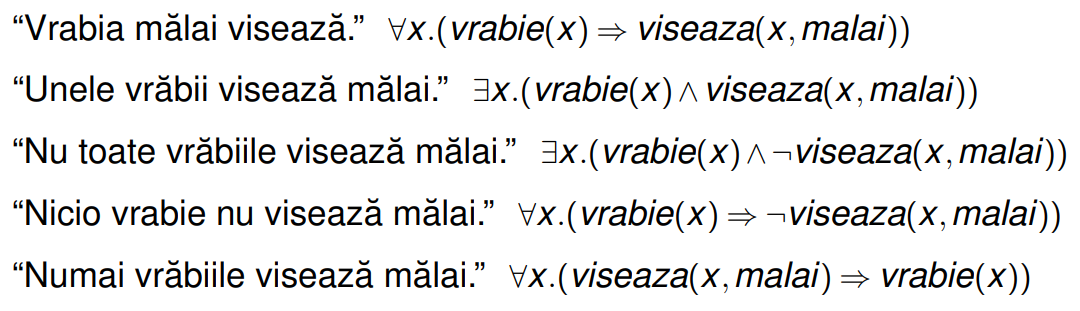 “Vrabia mălai visează.” ∀x.(vrabie(x) ⇒ viseaza(x, malai))
“Unele vrăbii visează mălai.” ∃x.(vrabie(x) ∧ viseaza(x, malai))
“Nu toate vrăbiile visează mălai.” ∃x.(vrabie(x) ∧ ¬viseaza(x, malai))
“Nicio vrabie nu visează mălai.” ∀x.(vrabie(x) ⇒ ¬viseaza(x, malai))
“Numai vrăbiile visează mălai.” ∀x.(viseaza(x, malai) ⇒ vrabie(x))